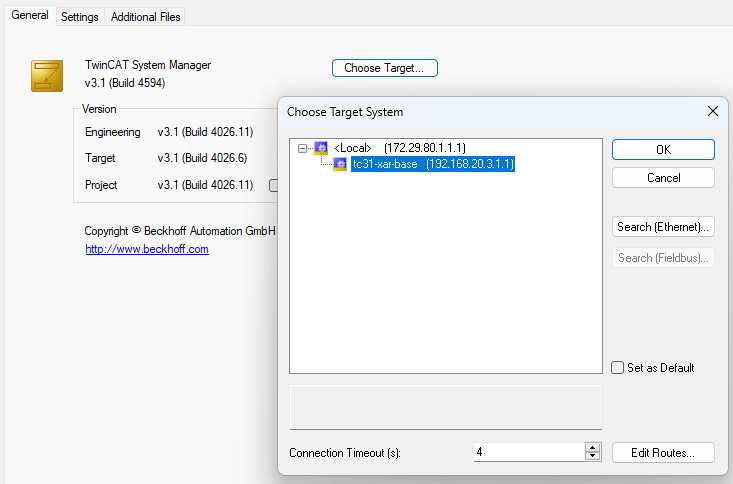 General Settings Additional Files
TwinCAT System Manager
v3.1 (Build 4594)
Choose Target...
Version
Engineering v3.1 (Build 4026.11)
Target v3.1 (Build 4026.6)
Project v3.1 (Build 4026.11)
Copyright © Beckhoff Automation GmbH
http://www.beckhoff.com
Choose Target System
<Local> (172.29.80.1.1.1)
tc31-xar-base (192.168.20.3.1.1)
OK
Cancel
Search (Ethernet)...
Search (Fieldbus)...
Set as Default
Connection Timeout (s): 4
Edit Routes...